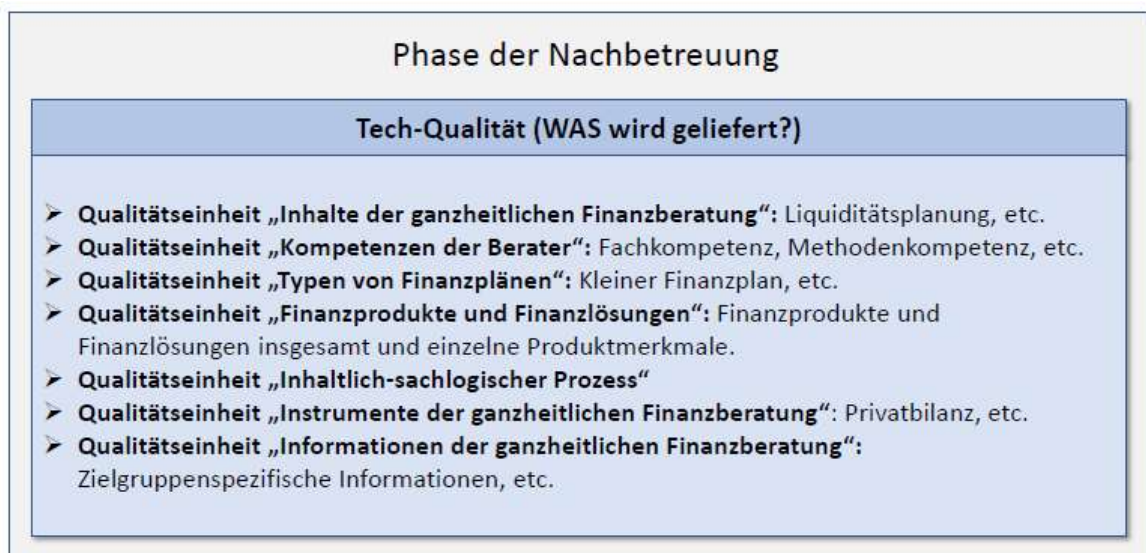 Phase der Nachbetreuung
Tech-Qualität (WAS wird geliefert?)
➤ Qualitätseinheit „Inhalte der ganzheitlichen Finanzberatung“: Liquiditätsplanung, etc.
➤ Qualitätseinheit „Kompetenzen der Berater“: Fachkompetenz, Methodenkompetenz, etc.
➤ Qualitätseinheit „Typen von Finanzplänen“: Kleiner Finanzplan, etc.
➤ Qualitätseinheit „Finanzprodukte und Finanzlösungen“: Finanzprodukte und
Finanzlösungen insgesamt und einzelne Produktmerkmale.
➤ Qualitätseinheit „Inhaltlich-sachlogischer Prozess“
➤ Qualitätseinheit „Instrumente der ganzheitlichen Finanzberatung“: Privatbilanz, etc.
➤ Qualitätseinheit „Informationen der ganzheitlichen Finanzberatung“:
Zielgruppenspezifische Informationen, etc.